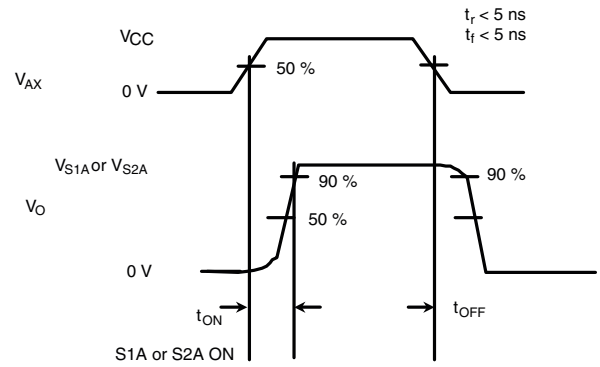 tr < 5 ns
tf < 5 ns
VCC
50 %
VAX
0 V
VS1A or VS2A
90 %
90 %
VO
50 %
0 V
tON
tOFF
S1A or S2A ON